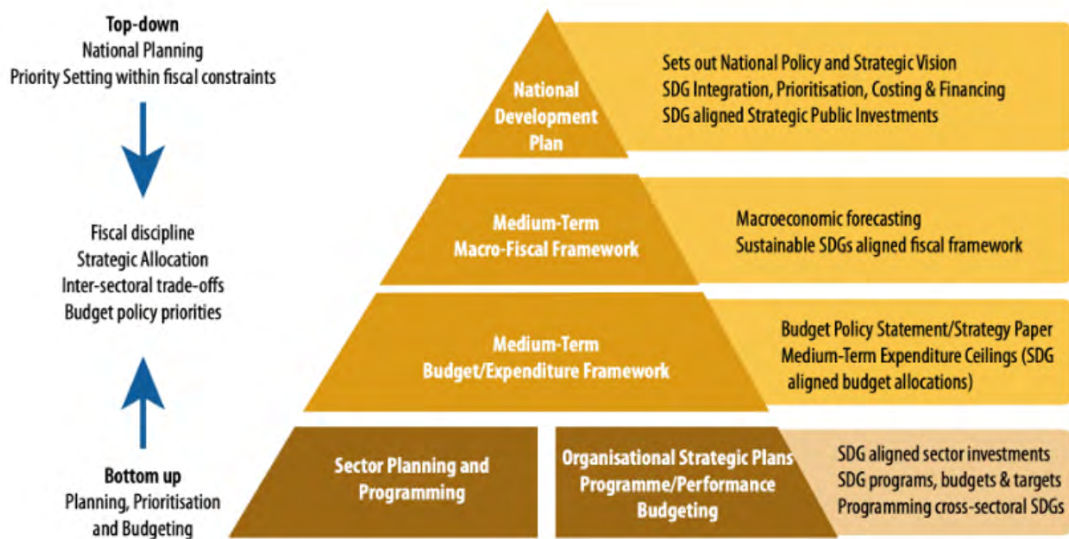 Top-down
National Planning
Priority Setting within fiscal constraints
Fiscal discipline
Strategic Allocation
Inter-sectoral trade-offs
Budget policy priorities
Bottom up
Planning, Prioritisation
and Budgeting
National
Development
Plan
Sets out National Policy and Strategic Vision
SDG Integration, Prioritisation, Costing & Financing
SDG aligned Strategic Public Investments
Medium-Term
Macro-Fiscal Framework
Macroeconomic forecasting
Sustainable SDGs aligned fiscal framework
Medium-Term
Budget/Expenditure Framework
Budget Policy Statement/Strategy Paper
Medium-Term Expenditure Ceilings (SDG
aligned budget allocations)
Sector Planning and
Programming
Organisational Strategic Plans
Programme/Performance
Budgeting
SDG aligned sector investments
SDG programs, budgets & targets
Programming cross-sectoral SDGs